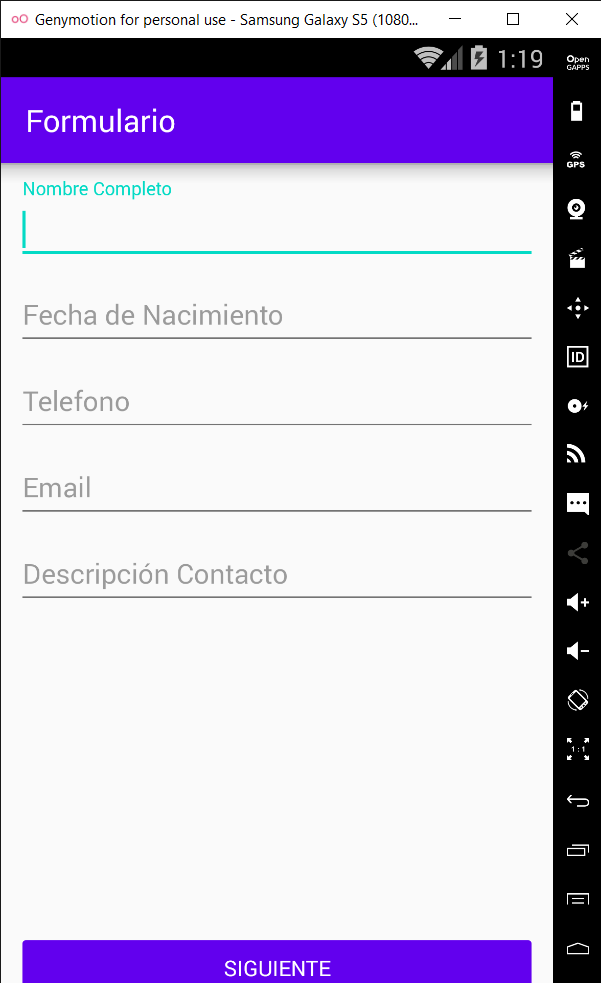 Genymotion for personal use - Samsung Galaxy S5 (1080...
1:19
Open
GAPPS
Formulario
GPS
Nombre Completo
Fecha de Nacimiento
ID
Telefono
Email
Descripción Contacto
1:1
SIGUIENTE